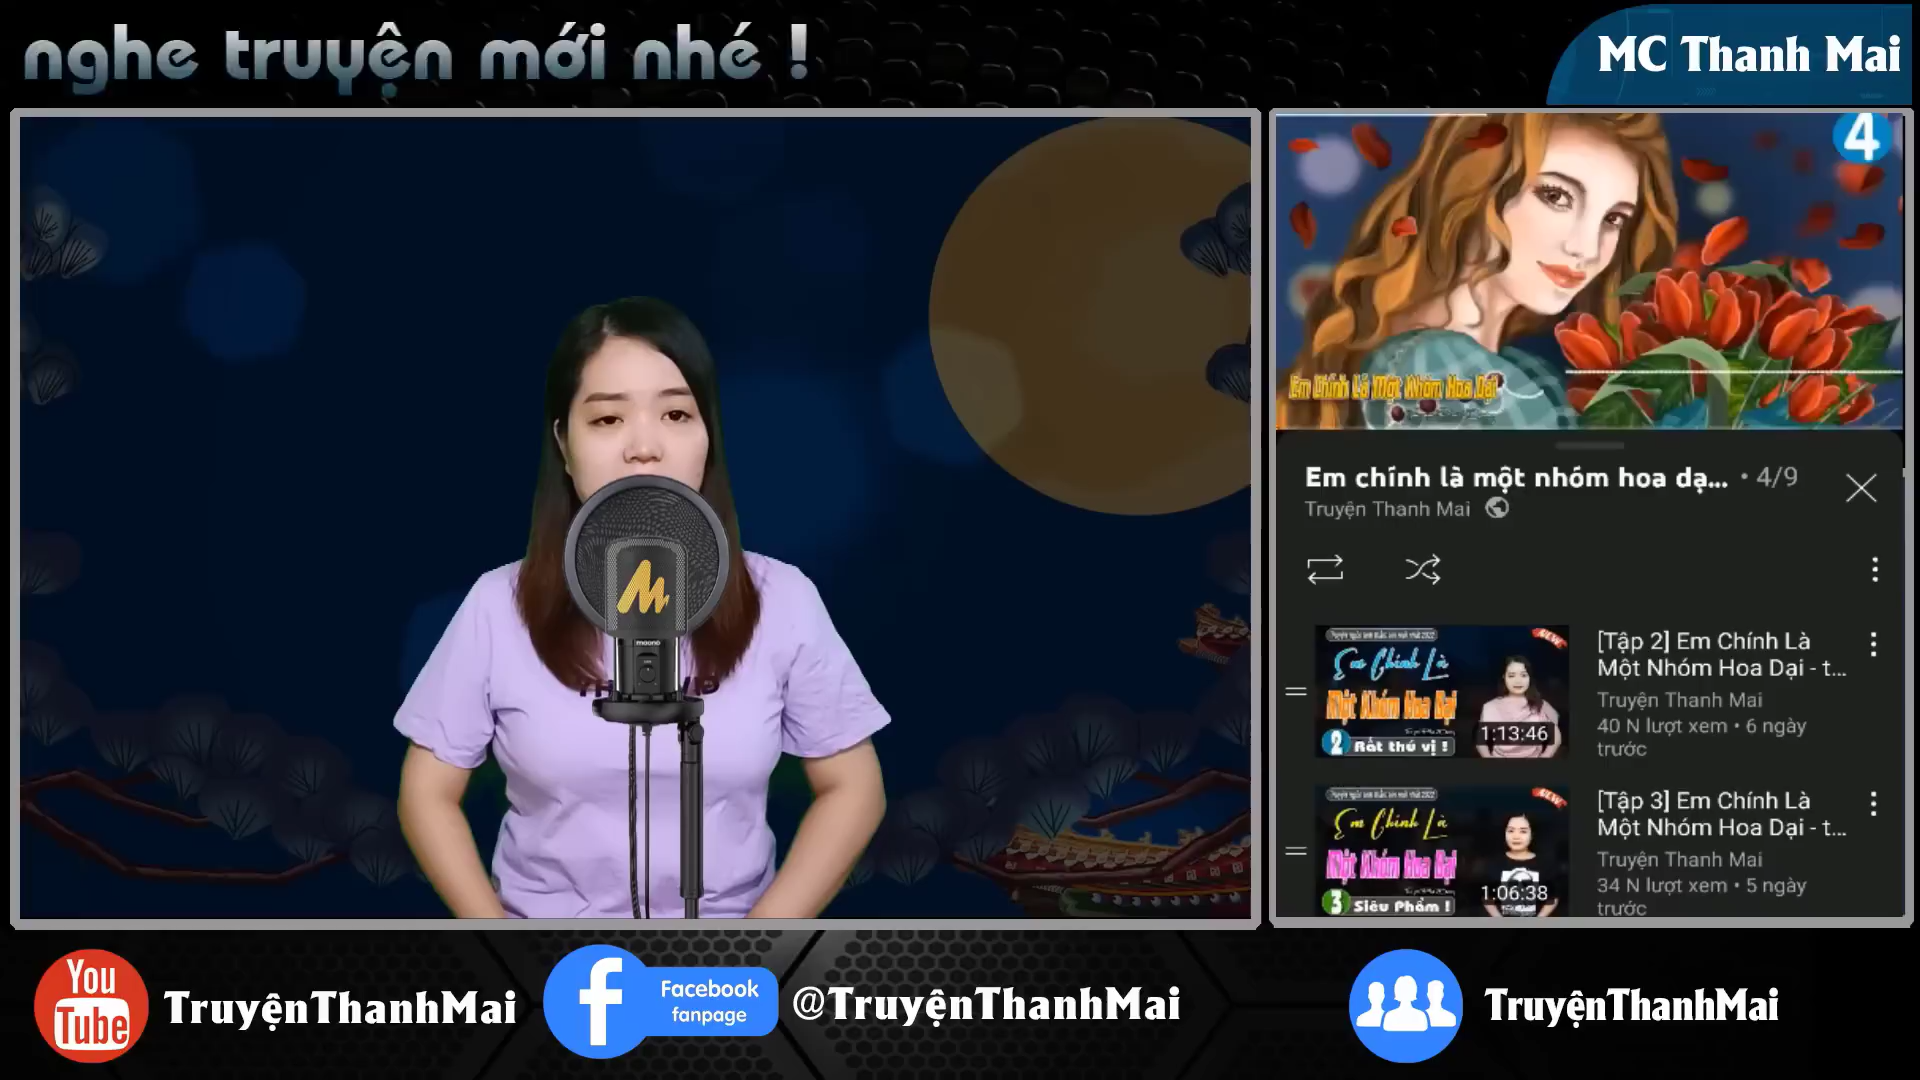 nghe truyện mới nhé !
MC Thanh Mai
4
Em Chính Là Một Nhóm Hoa Dại
Em chính là một nhóm hoa dạ... • 4/9
Truyện Thanh Mai
[Tập 2] Em Chính Là
Một Nhóm Hoa Dại - t...
Truyện Thanh Mai
40 N lượt xem • 6 ngày
trước
Em Chính Là
Một Nhóm Hoa Dại
2 Rất thú vị !
1:13:46
[Tập 3] Em Chính Là
Một Nhóm Hoa Dại - t...
Truyện Thanh Mai
34 N lượt xem • 5 ngày
trước
Em Chính Là
Một Nhóm Hoa Dại
3 Siêu Phẩm !
1:06:38
maono
You
Tube
TruyệnThanhMai
Facebook
fanpage
@TruyệnThanhMai
TruyệnThanhMai